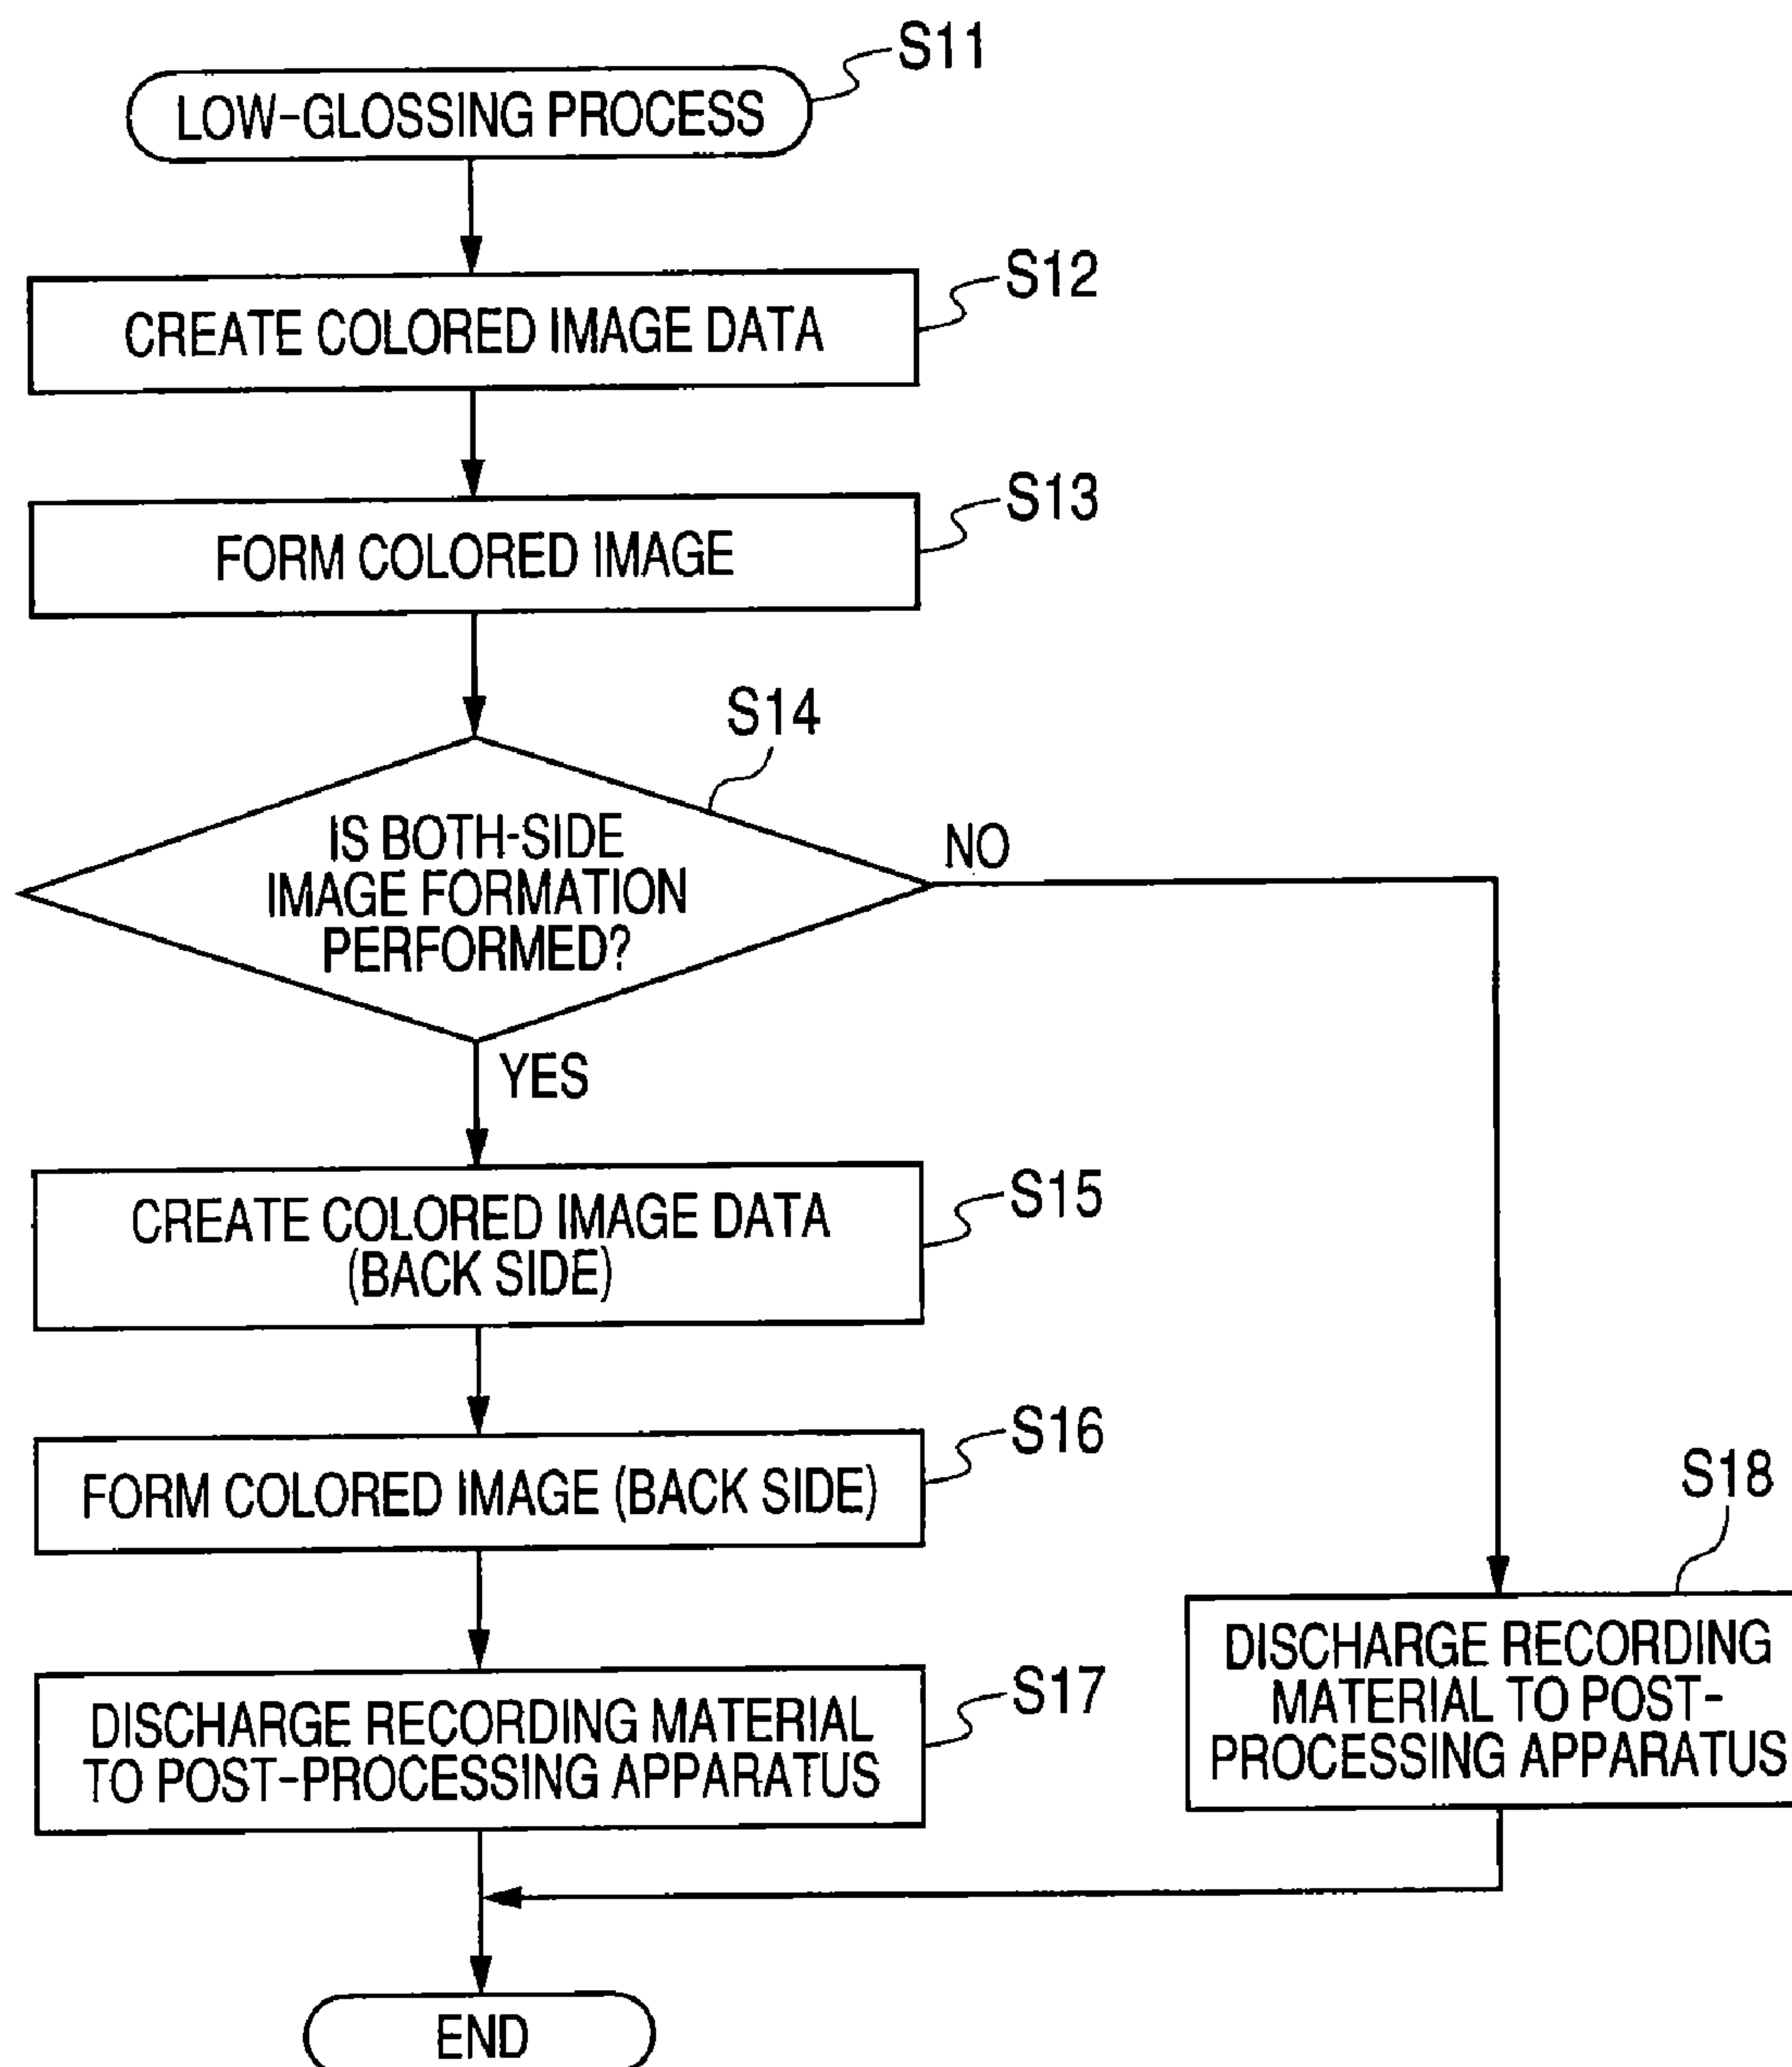 S11
LOW-GLOSSING PROCESS
S12
CREATE COLORED IMAGE DATA
S13
FORM COLORED IMAGE
S14
IS BOTH-SIDE
IMAGE FORMATION
PERFORMED?
NO
YES
S15
CREATE COLORED IMAGE DATA
(BACK SIDE)
S16
FORM COLORED IMAGE (BACK SIDE)
S17
DISCHARGE RECORDING MATERIAL
TO POST-PROCESSING APPARATUS
S18
DISCHARGE RECORDING
MATERIAL TO POST-
PROCESSING APPARATUS
END